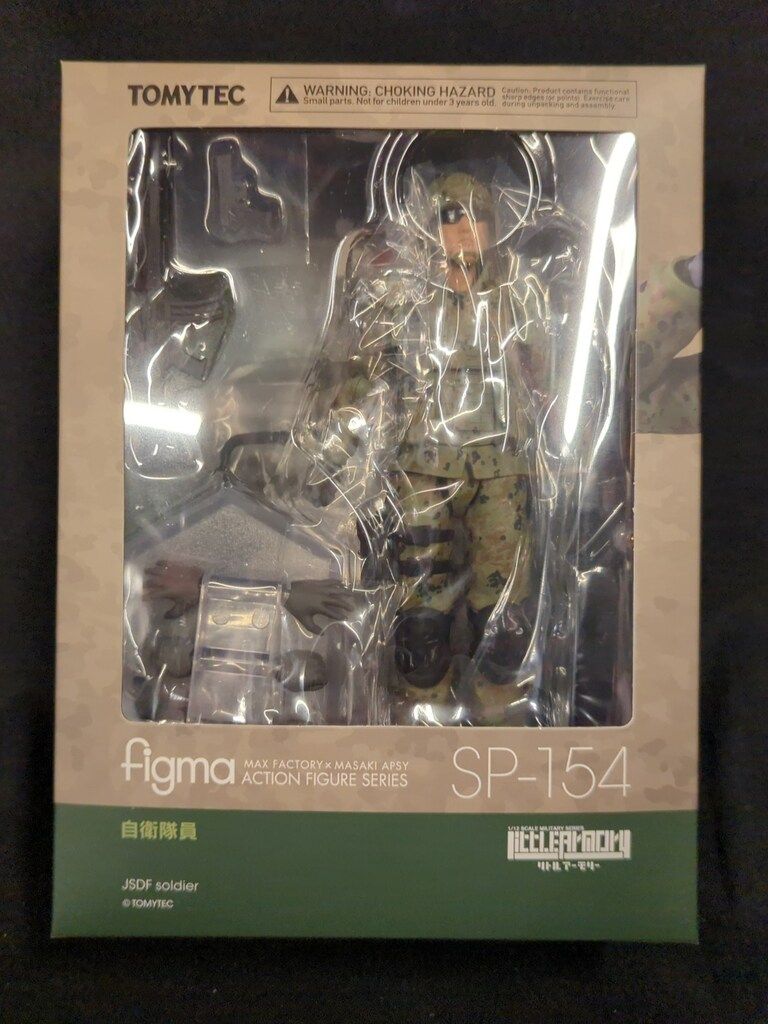 TOMYTEC
WARNING: CHOKING HAZARD
Small parts. Not for children under 3 years old.
Caution: Product contains functional
sharp edges (or points). Exercise care
during unpacking and assembly.
figma
MAX FACTORY × MASAKI APSY
ACTION FIGURE SERIES
SP-154
自衛隊員
1/12 SCALE MILITARY SERIES
LittleArmory
リトルアーモリー
JSDF soldier
©TOMYTEC